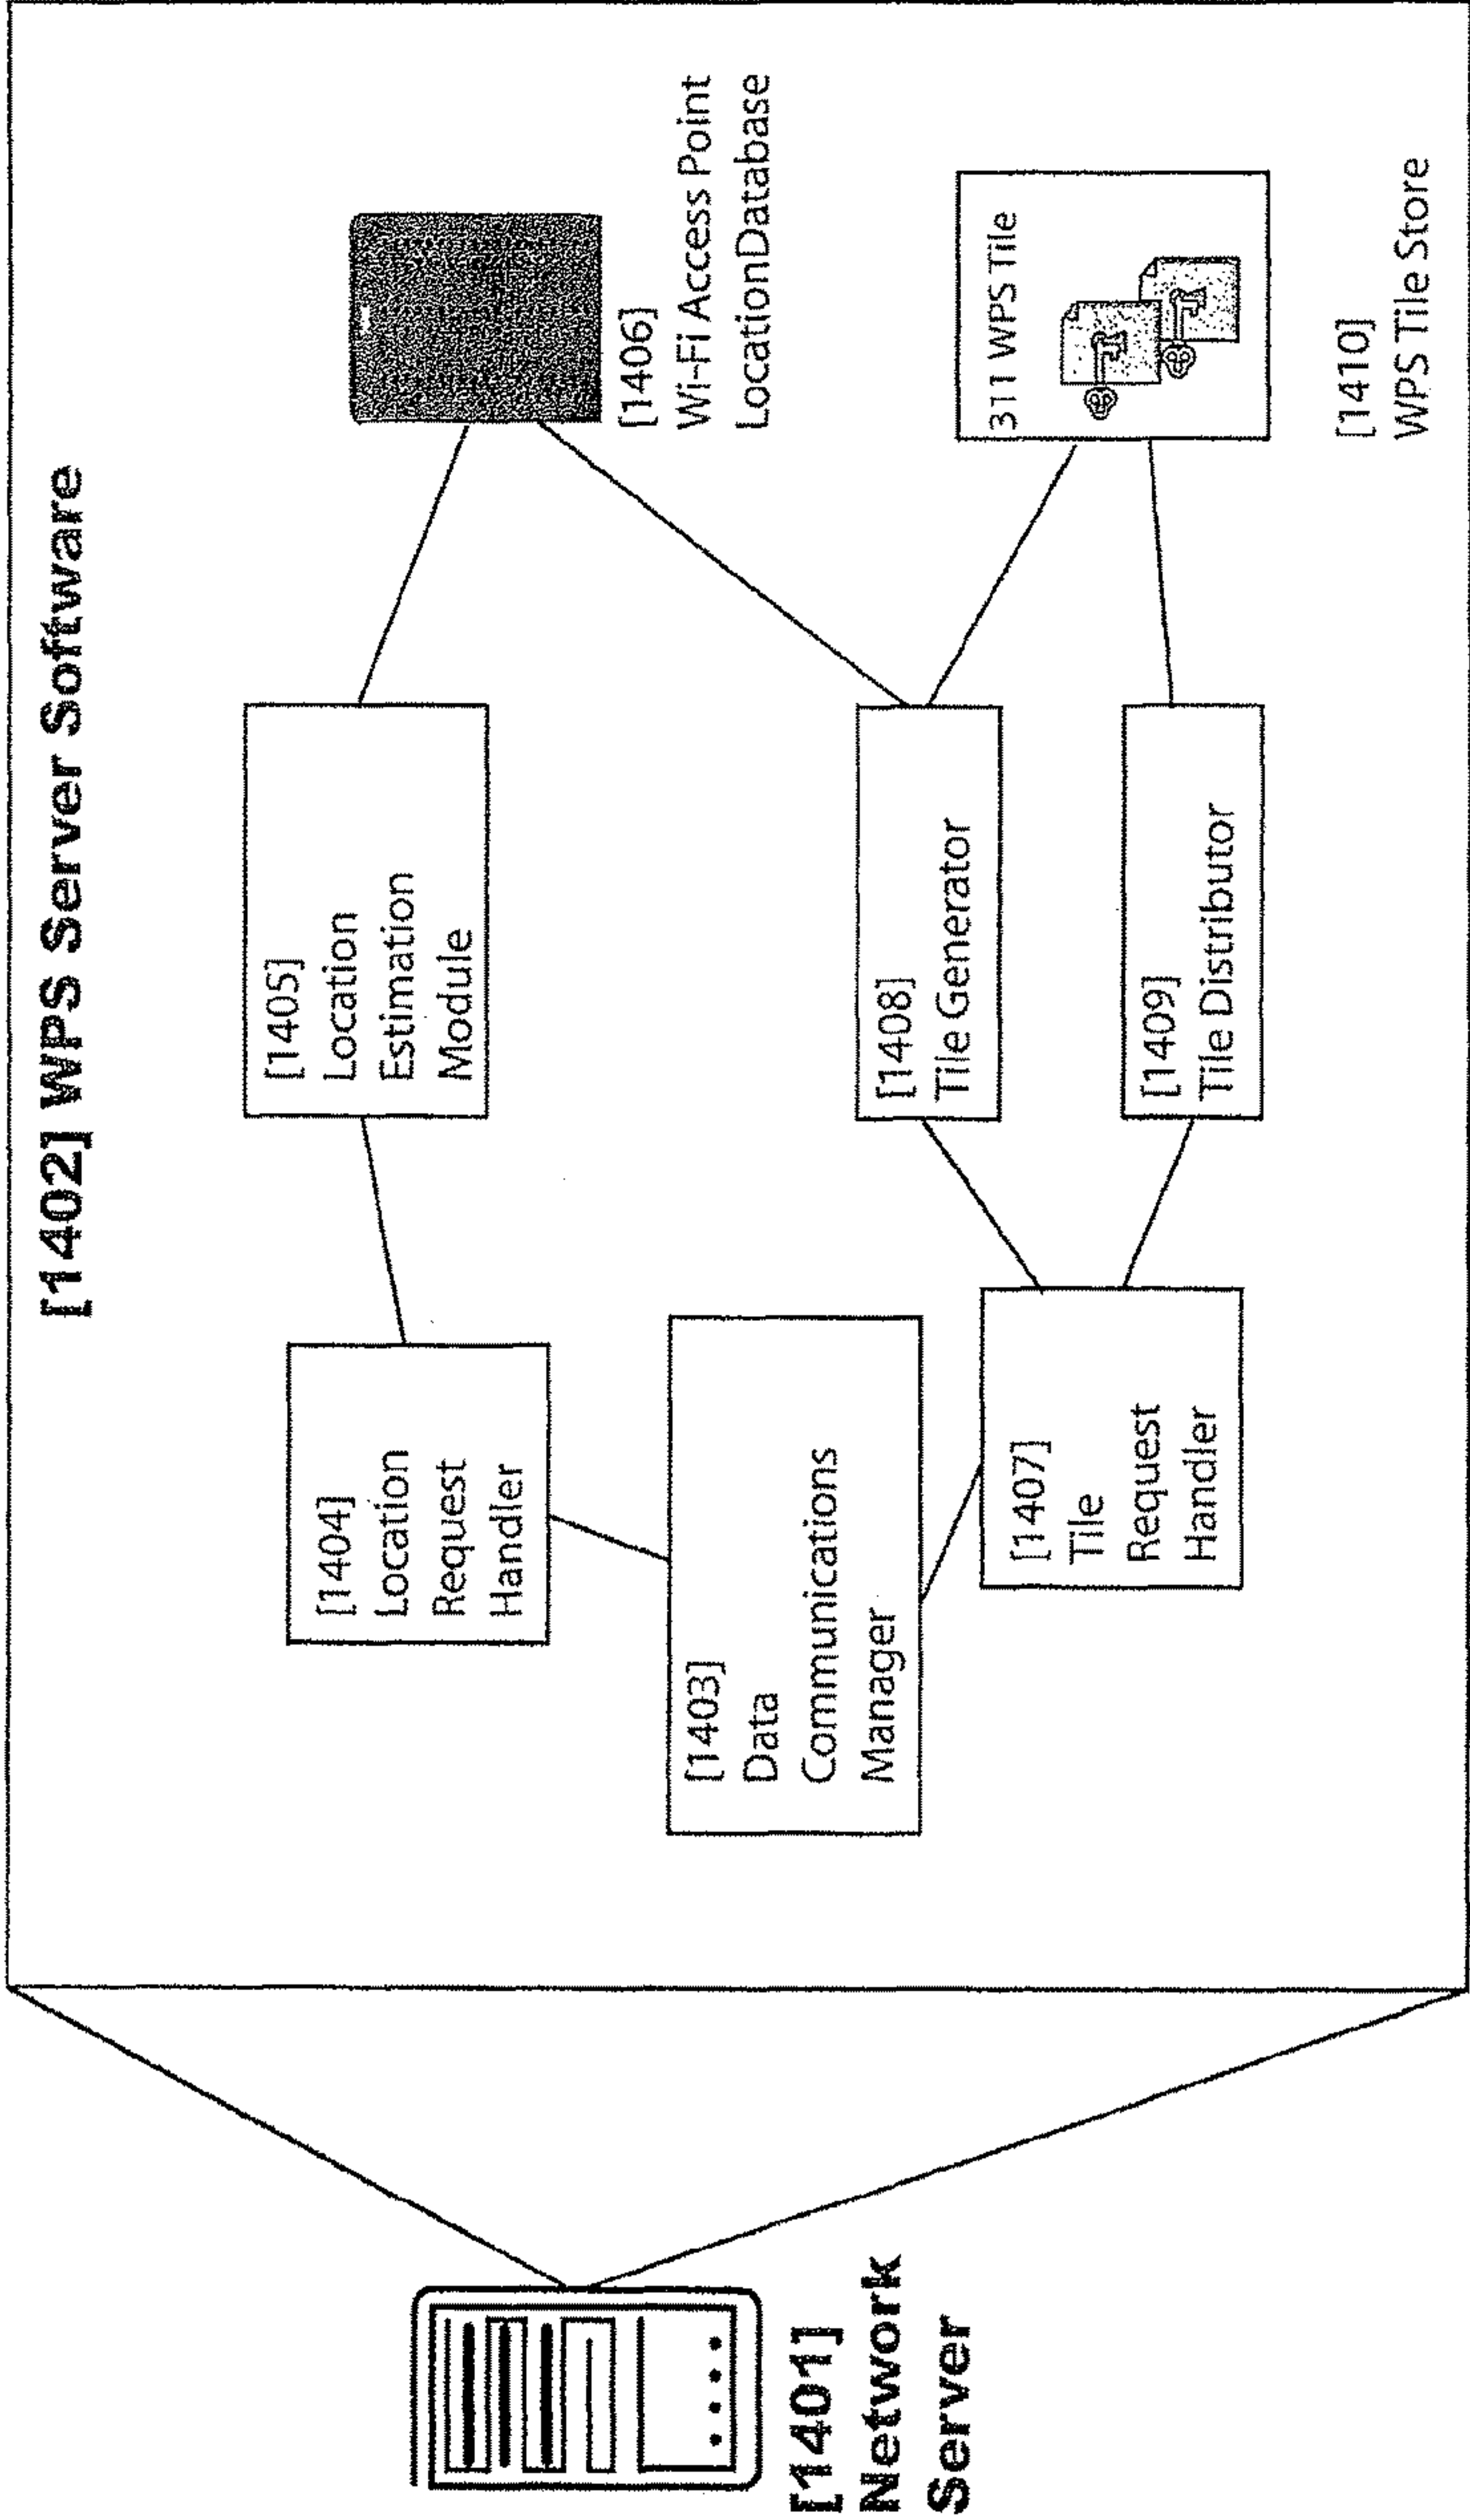 [1402] WPS Server Software
[1401]
Network
Server
[1404]
Location
Request
Handler
[1403]
Data
Communications
Manager
[1407]
Tile
Request
Handler
[1405]
Location
Estimation
Module
[1408]
Tile Generator
[1409]
Tile Distributor
[1406]
Wi-Fi Access Point
LocationDatabase
311 WPS Tile
[1410]
WPS Tile Store